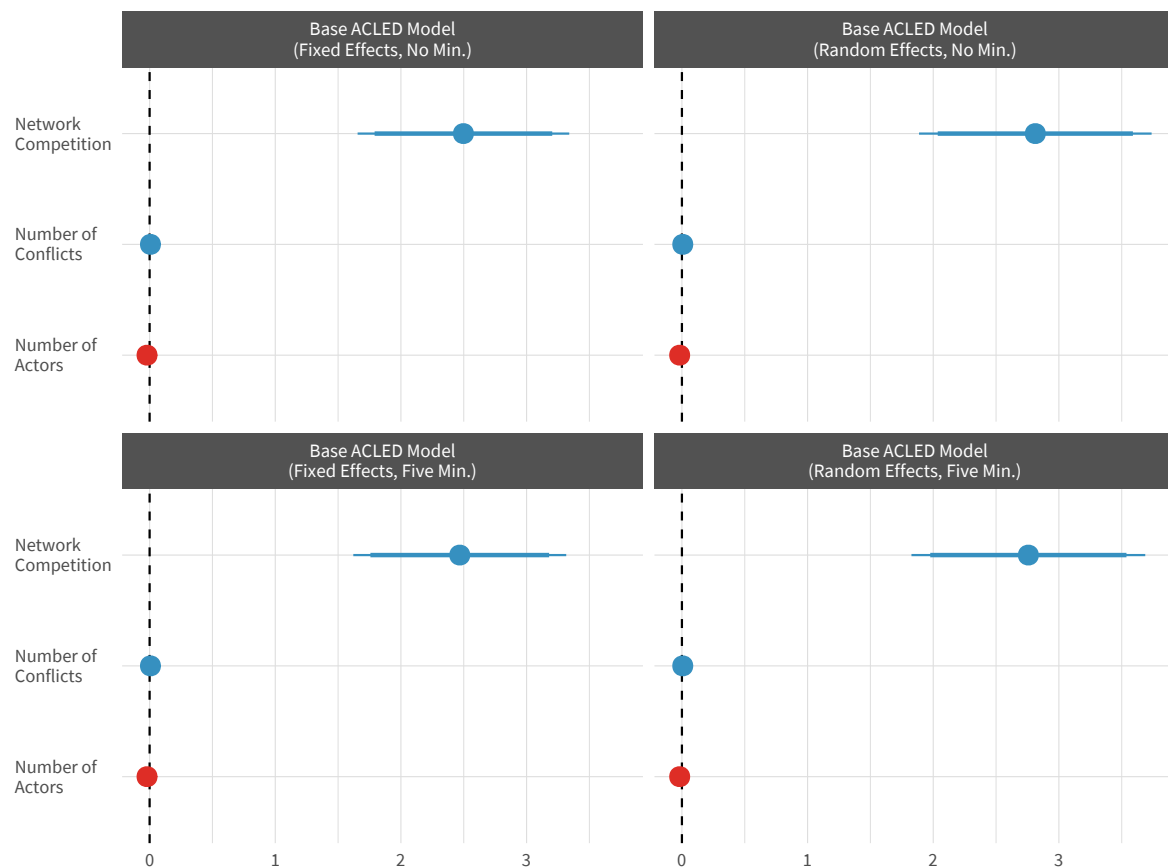 Base ACLED Model
(Fixed Effects, No Min.)
Base ACLED Model
(Random Effects, No Min.)
Network
Competition
Number of
Conflicts
Number of
Actors
Base ACLED Model
(Fixed Effects, Five Min.)
Base ACLED Model
(Random Effects, Five Min.)
Network
Competition
Number of
Conflicts
Number of
Actors
0 1 2 3
0 1 2 3